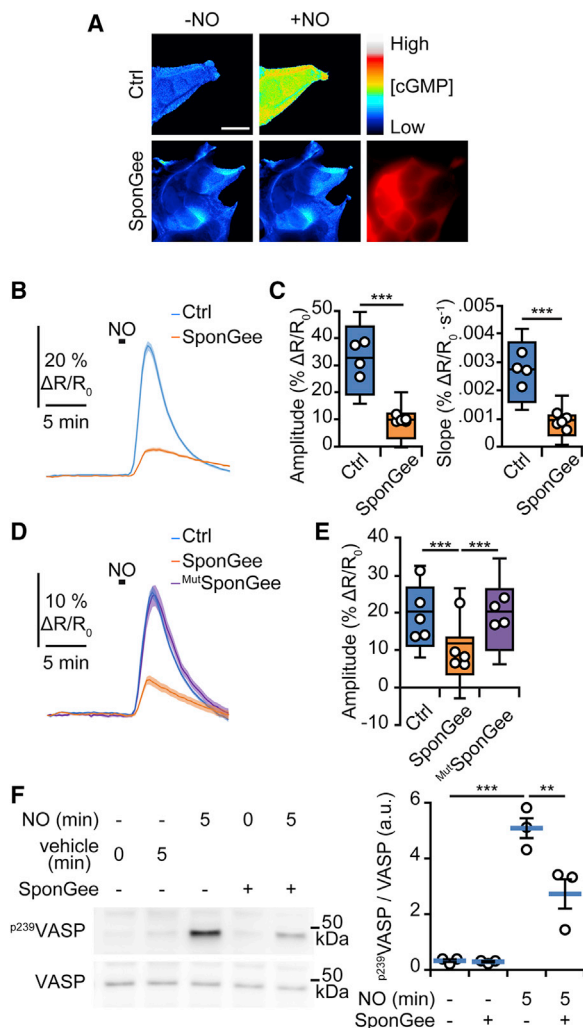 A
-NO
+NO
Ctrl
SponGee
High
[cGMP]
Low
B
20 %
ΔR/R0
5 min
NO
Ctrl
SponGee
C
Amplitude (% ΔR/R0)
50
40
30
20
10
0
***
Ctrl
SponGee
Slope (% ΔR/R0 ·s-1)
.005
.004
.003
.002
.001
0
***
Ctrl
SponGee
D
10 %
ΔR/R0
5 min
NO
Ctrl
SponGee
MutSponGee
E
Amplitude (% ΔR/R0)
40
30
20
10
0
-10
*** ***
Ctrl
SponGee
MutSponGee
F
NO (min) - - 5 0 5
vehicle
(min) 0 5
SponGee - - - + +
p239VASP
50
kDa
VASP
50
kDa
p239VASP / VASP (a.u.)
6
4
2
0
*** **
NO (min) - - 5 5
SponGee - + - +